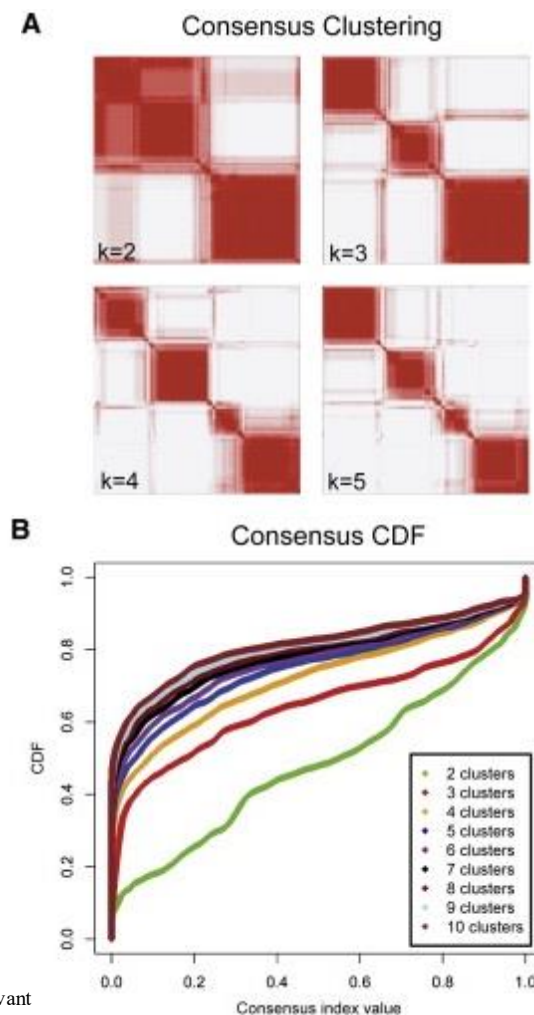 A
Consensus Clustering
k=2
k=3
k=4
k=5
B
Consensus CDF
CDF
1.0
0.8
0.6
0.4
0.2
0.0
2 clusters
3 clusters
4 clusters
5 clusters
6 clusters
7 clusters
8 clusters
9 clusters
10 clusters
0.0 0.2 0.4 0.6 0.8 1.0
Consensus index value
vant